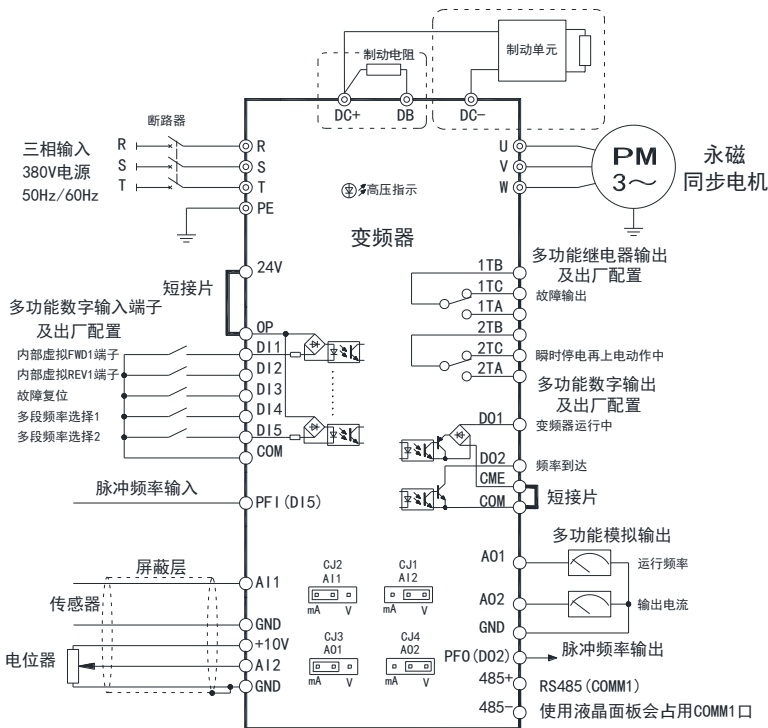 制动电阻
制动单元
DC+
DB
DC-
断路器
三相输入
380V电源
50Hz/60Hz
R
S
T
R
S
T
PE
高压指示
变频器
U
V
W
PM
3～
永磁
同步电机
24V
短接片
OP
多功能数字输入端子
及出厂配置
内部虚拟FWD1端子
DI1
内部虚拟REV1端子
DI2
故障复位
DI3
多段频率选择1
DI4
多段频率选择2
DI5
COM
脉冲频率输入
PFI(DI5)
多功能继电器输出
及出厂配置
1TB
1TC
故障输出
1TA
2TB
2TC
瞬时停电再上电动作中
2TA
多功能数字输出
及出厂配置
DO1
变频器运行中
DO2
频率到达
CME
短接片
COM
多功能模拟输出
AO1
运行频率
AO2
输出电流
GND
PFO(DO2)
脉冲频率输出
485+
RS485(COMM1)
485-
使用液晶面板会占用COMM1口
屏蔽层
AI1
传感器
GND
+10V
电位器
AI2
GND
CJ2
AI1
mA V
CJ1
AI2
mA V
CJ3
AO1
mA V
CJ4
AO2
mA V